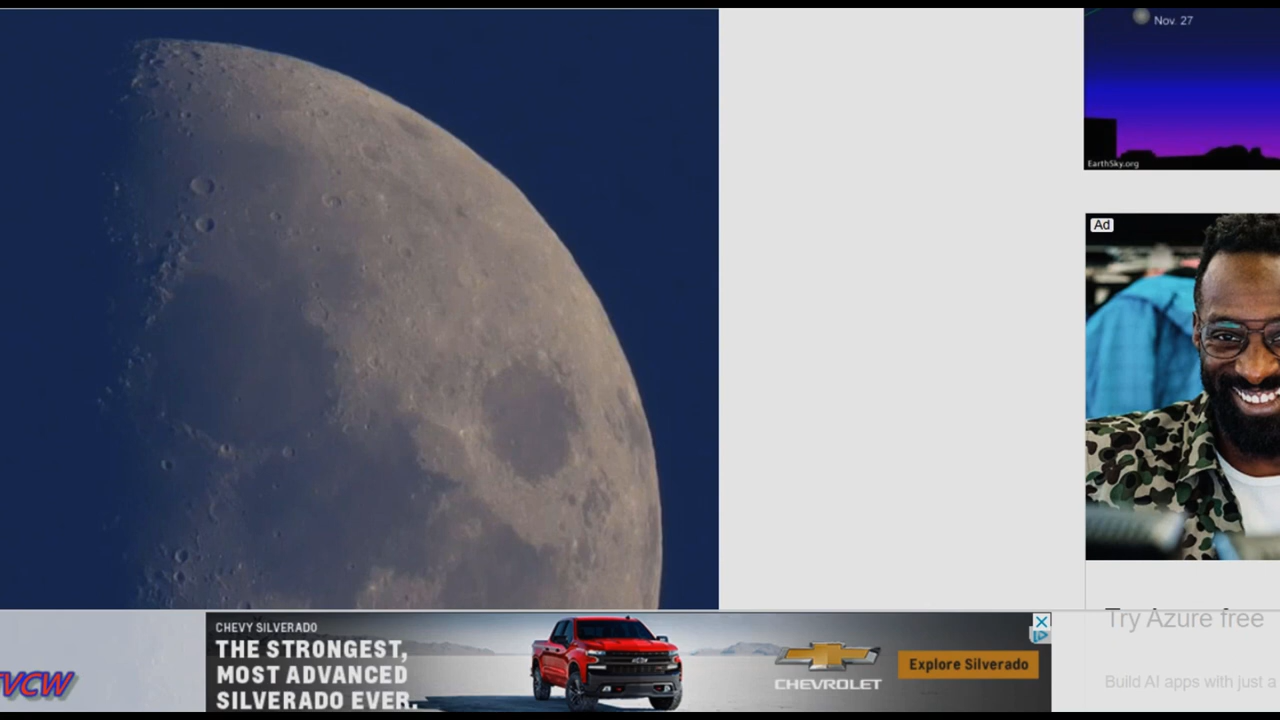 Nov. 27
EarthSky.org
Ad
Try Azure free
Build AI apps with just a
CHEVY SILVERADO
THE STRONGEST,
MOST ADVANCED
SILVERADO EVER.
CHEVROLET
Explore Silverado
VCW